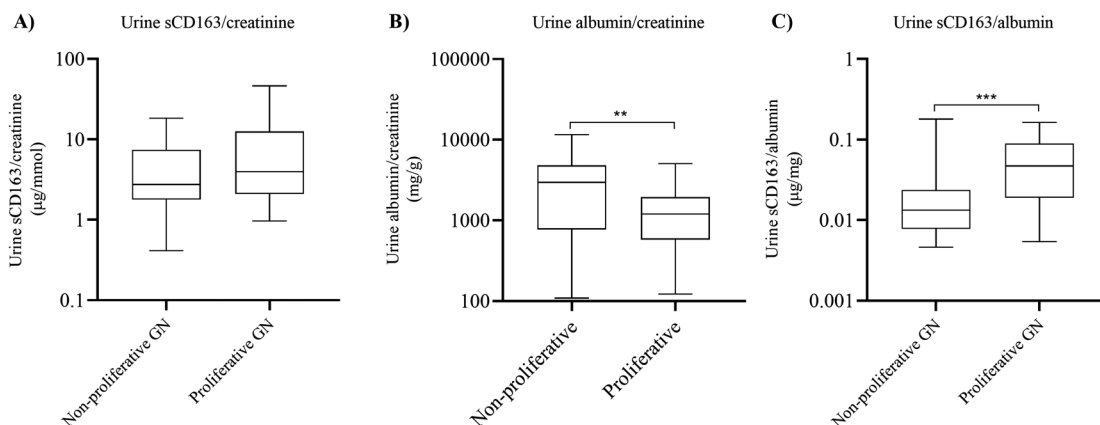 A)
Urine sCD163/creatinine
Urine sCD163/creatinine
(µg/mmol)
100
10
1
0.1
Non-proliferative GN
Proliferative GN
B)
Urine albumin/creatinine
Urine albumin/creatinine
(mg/g)
100000
10000
1000
100
**
Non-proliferative
Proliferative
C)
Urine sCD163/albumin
Urine sCD163/albumin
(µg/mg)
1
0.1
0.01
0.001
***
Non-proliferative GN
Proliferative GN